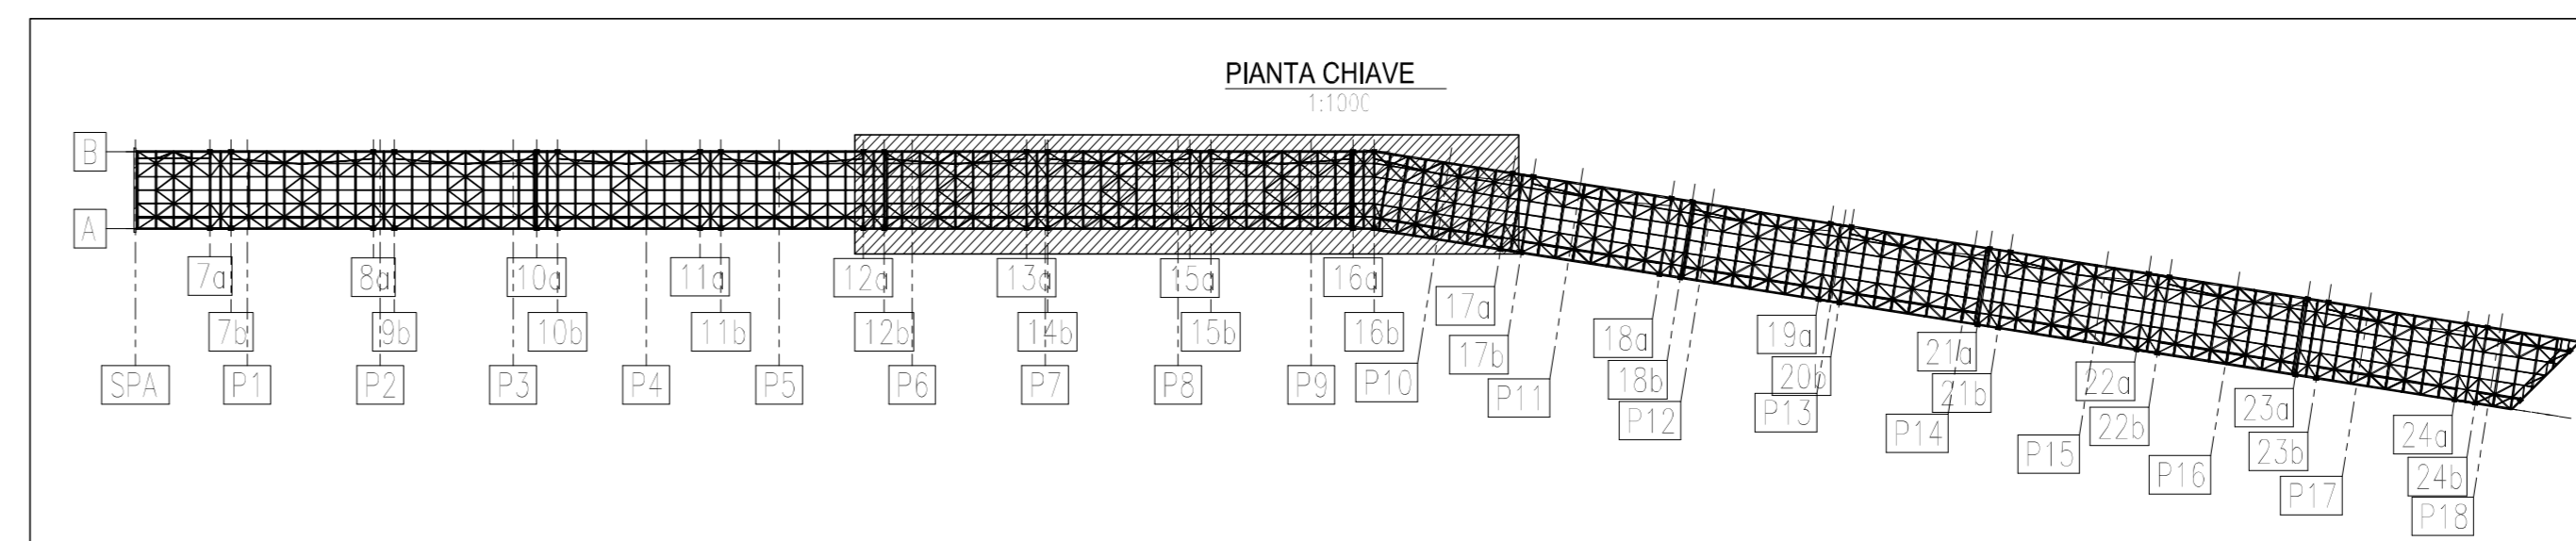 PIANTA CHIAVE
1:1000
B
A
7a 8a 10a 11a 12a 13a 15a 16a 17a 18a 19a 21a 22a 23a 24a
7b 9b 10b 11b 12b 14b 15b 16b 17b 18b 20b 21b 22b 23b 24b
SPA P1 P2 P3 P4 P5 P6 P7 P8 P9 P10 P11 P12 P13 P14 P15 P16 P17 P18